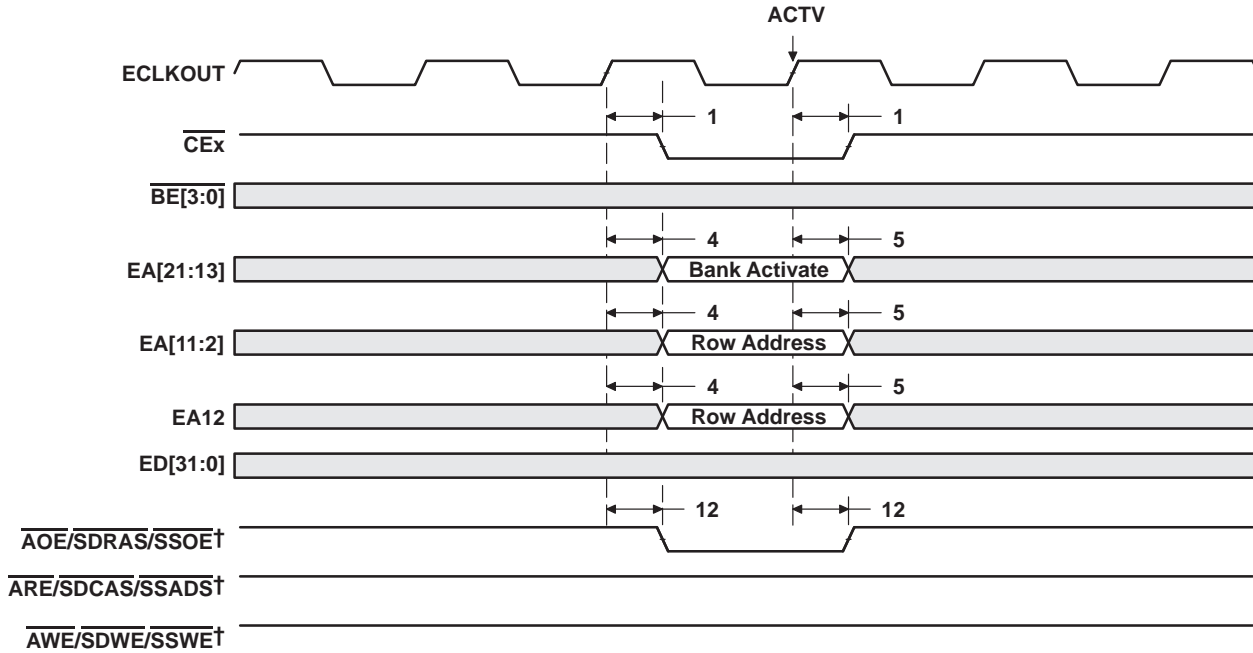 ACTV
ECLKOUT
1 1
CEx
BE[3:0]
4 5
EA[21:13] Bank Activate
4 5
EA[11:2] Row Address
4 5
EA12 Row Address
ED[31:0]
12 12
AOE/SDRAS/SSOE†
ARE/SDCAS/SSADS†
AWE/SDWE/SSWE†